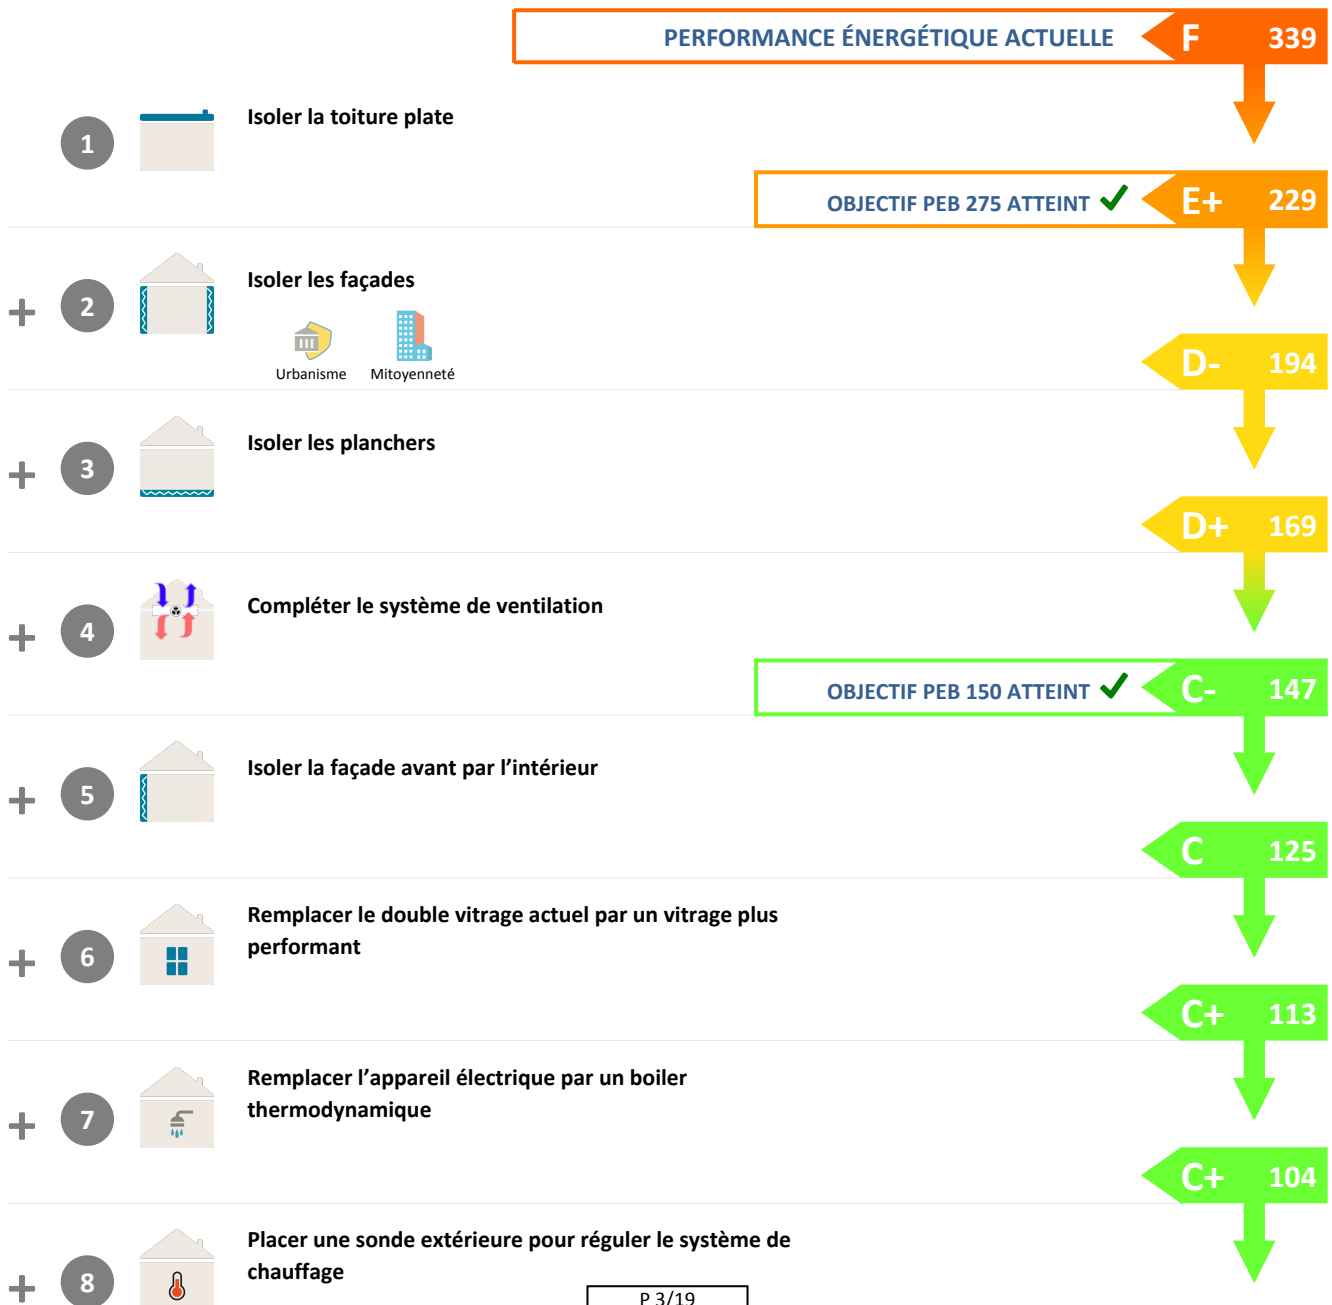 PERFORMANCE ÉNERGÉTIQUE ACTUELLE F 339
1 Isoler la toiture plate
OBJECTIF PEB 275 ATTEINT E+ 229
+ 2 Isoler les façades
Urbanisme Mitoyenneté
D- 194
+ 3 Isoler les planchers
D+ 169
+ 4 Compléter le système de ventilation
OBJECTIF PEB 150 ATTEINT C- 147
+ 5 Isoler la façade avant par l’intérieur
C 125
+ 6 Remplacer le double vitrage actuel par un vitrage plus
performant
C+ 113
+ 7 Remplacer l’appareil électrique par un boiler
thermodynamique
C+ 104
+ 8 Placer une sonde extérieure pour réguler le système de
chauffage
P 3/19